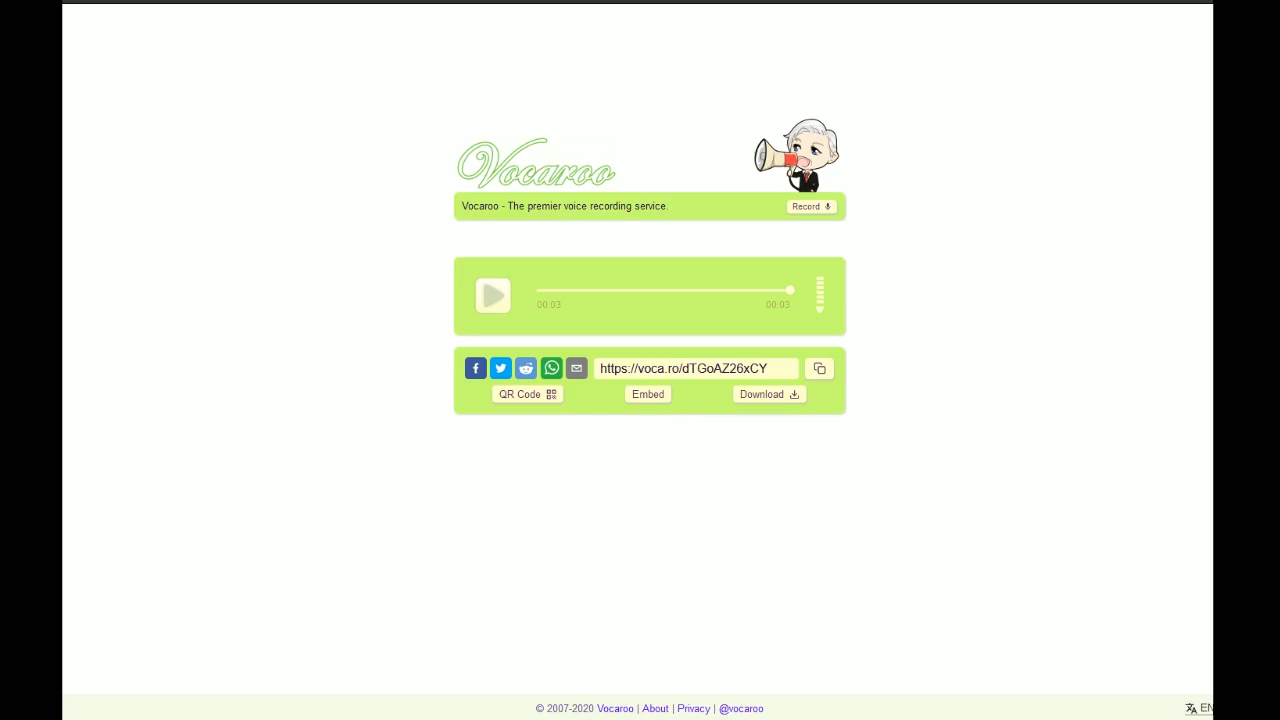 Vocaroo
Vocaroo - The premier voice recording service.
Record
00:03
00:03
https://voca.ro/dTGoAZ26xCY
QR Code
Embed
Download
© 2007-2020 Vocaroo | About | Privacy | @vocaroo
EN